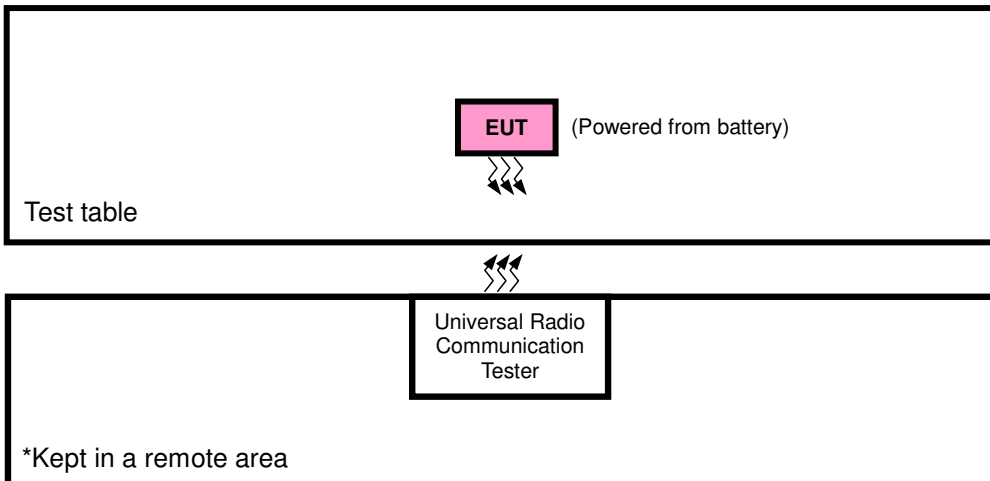 EUT
(Powered from battery)
Test table
Universal Radio
Communication
Tester
*Kept in a remote area